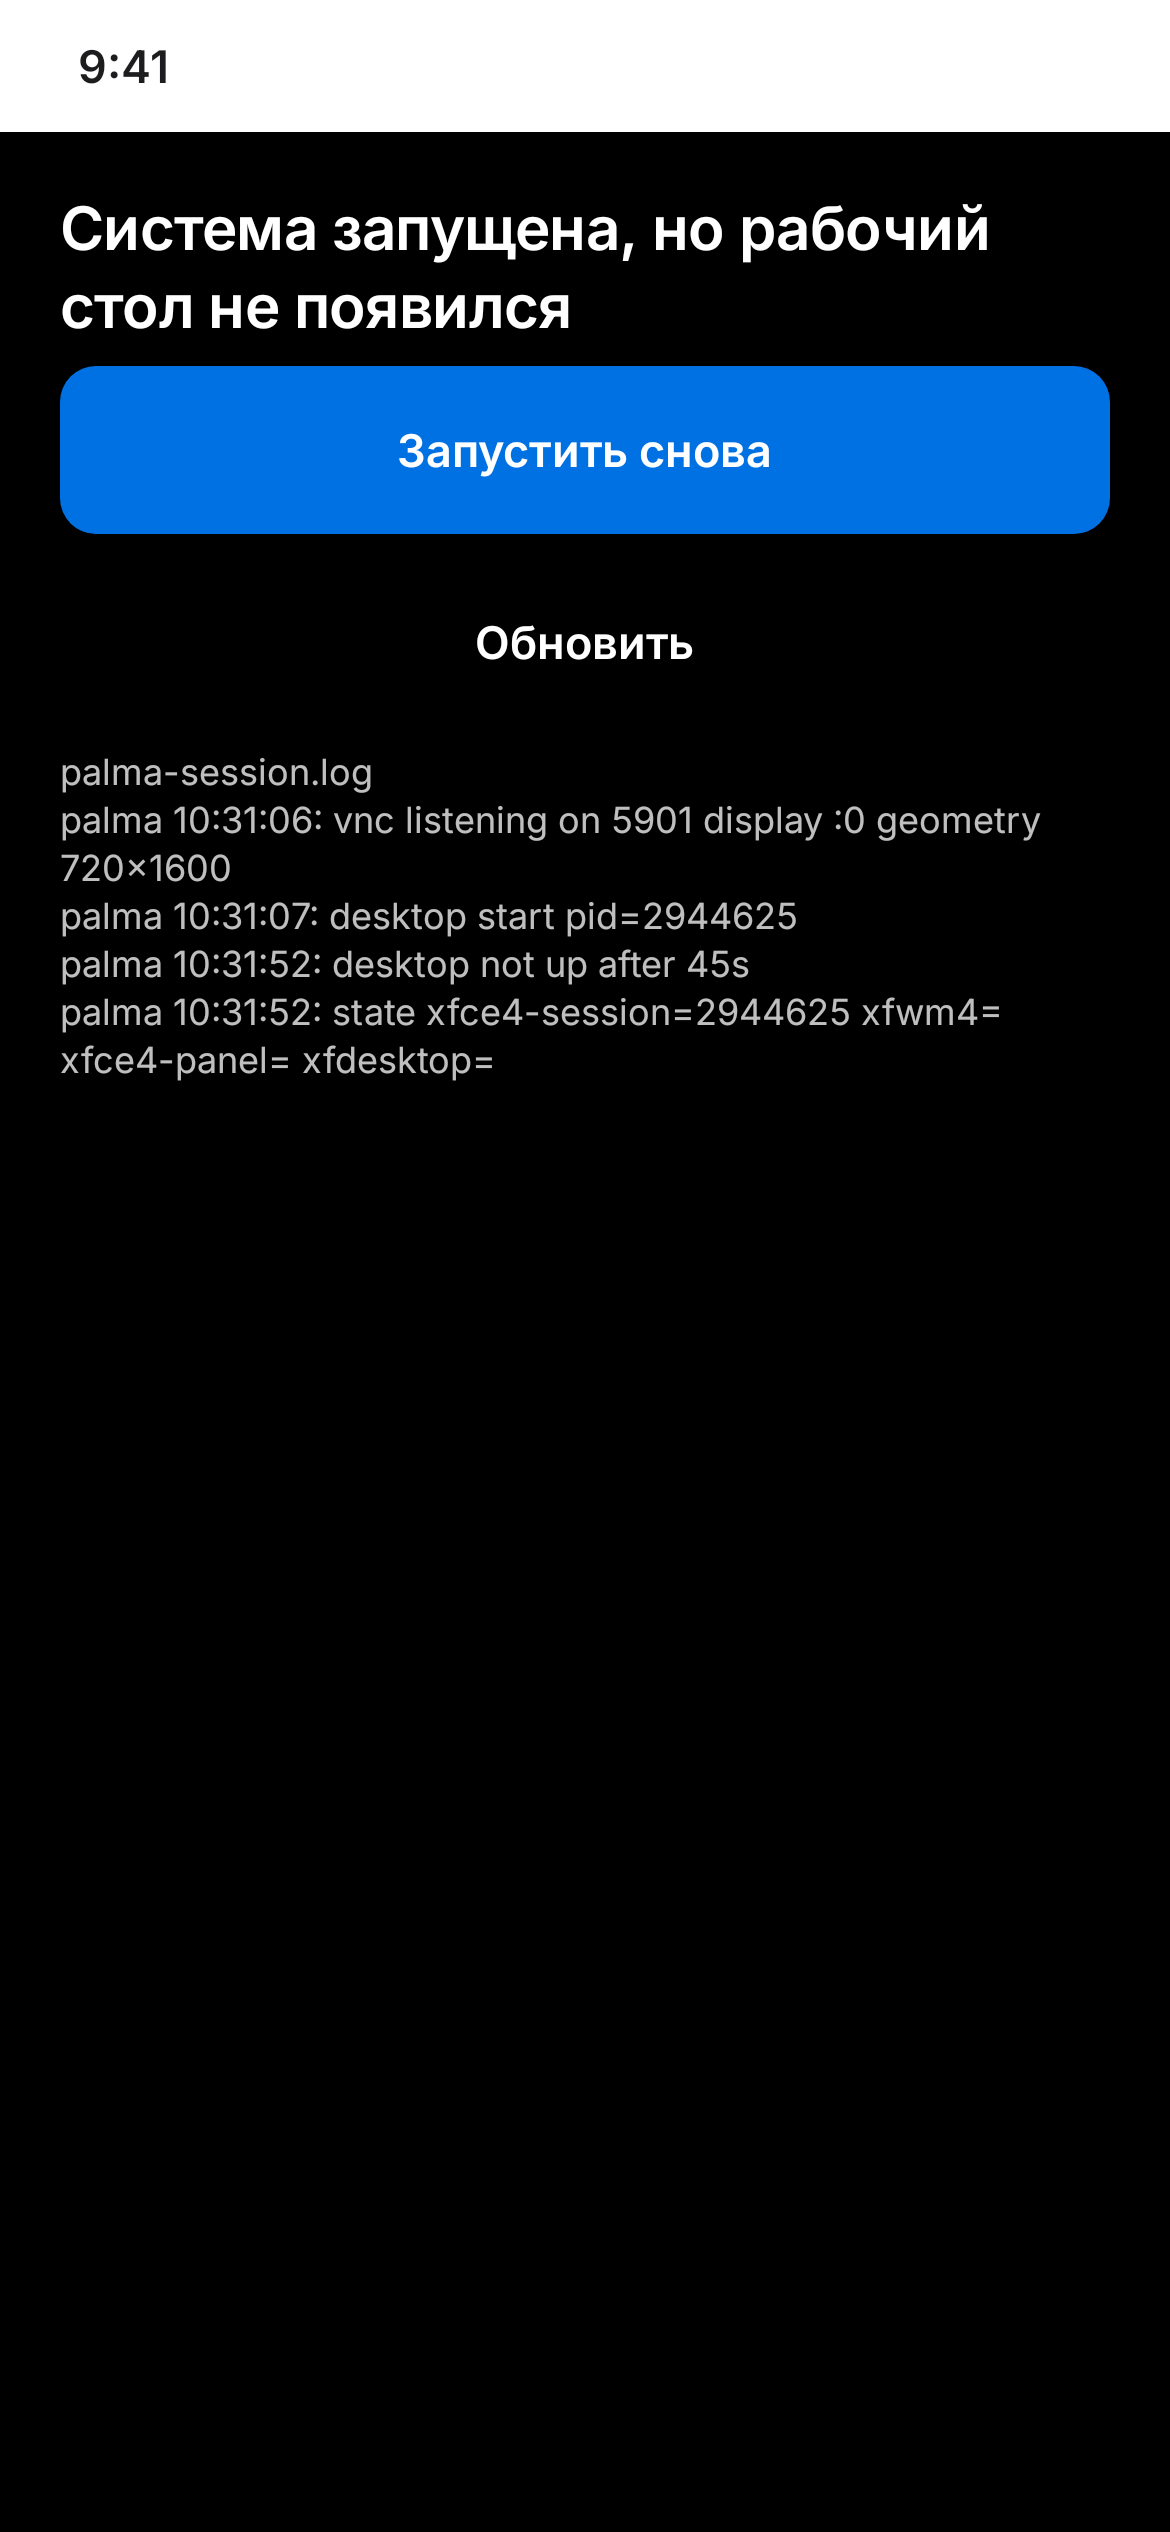 9:41
Система запущена, но рабочий
стол не появился
Запустить снова
Обновить
palma-session.log
palma 10:31:06: vnc listening on 5901 display :0 geometry
720×1600
palma 10:31:07: desktop start pid=2944625
palma 10:31:52: desktop not up after 45s
palma 10:31:52: state xfce4-session=2944625 xfwm4=
xfce4-panel= xfdesktop=